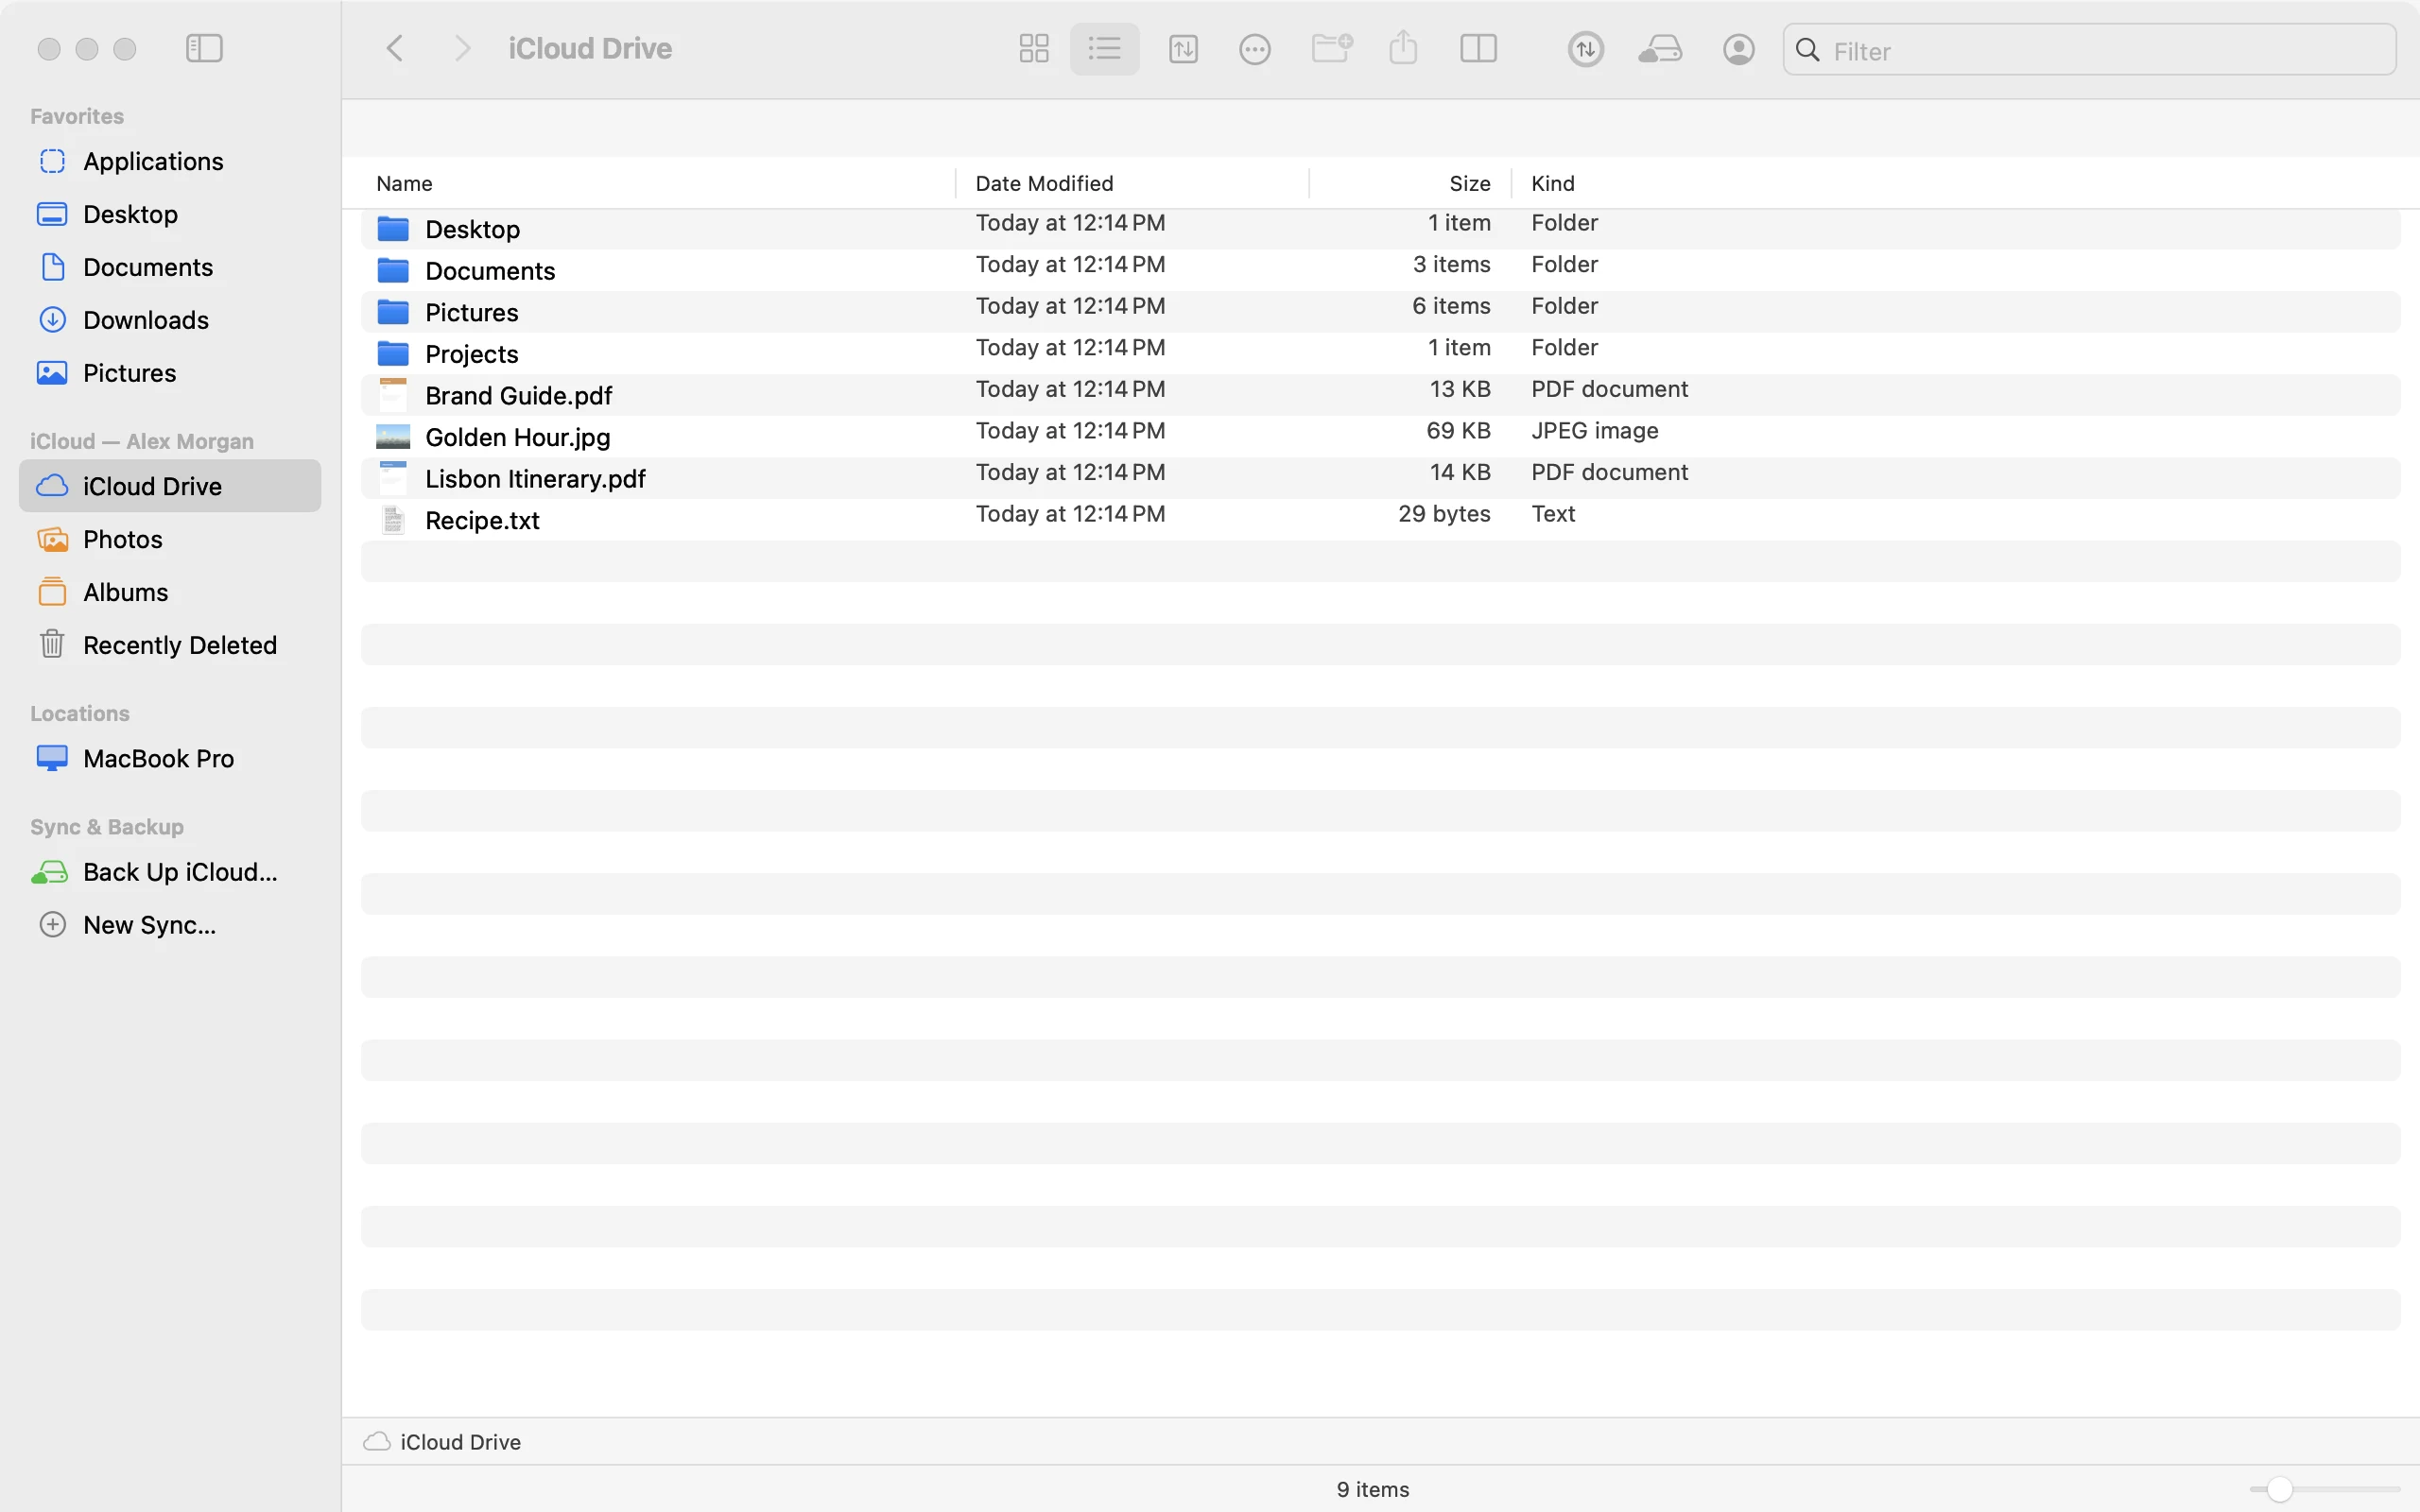 iCloud Drive
Filter
Favorites
Applications
Desktop
Documents
Downloads
Pictures
iCloud — Alex Morgan
iCloud Drive
Photos
Albums
Recently Deleted
Locations
MacBook Pro
Sync & Backup
Back Up iCloud...
New Sync...
Name Date Modified Size Kind
Desktop Today at 12:14 PM 1 item Folder
Documents Today at 12:14 PM 3 items Folder
Pictures Today at 12:14 PM 6 items Folder
Projects Today at 12:14 PM 1 item Folder
Brand Guide.pdf Today at 12:14 PM 13 KB PDF document
Golden Hour.jpg Today at 12:14 PM 69 KB JPEG image
Lisbon Itinerary.pdf Today at 12:14 PM 14 KB PDF document
Recipe.txt Today at 12:14 PM 29 bytes Text
iCloud Drive
9 items